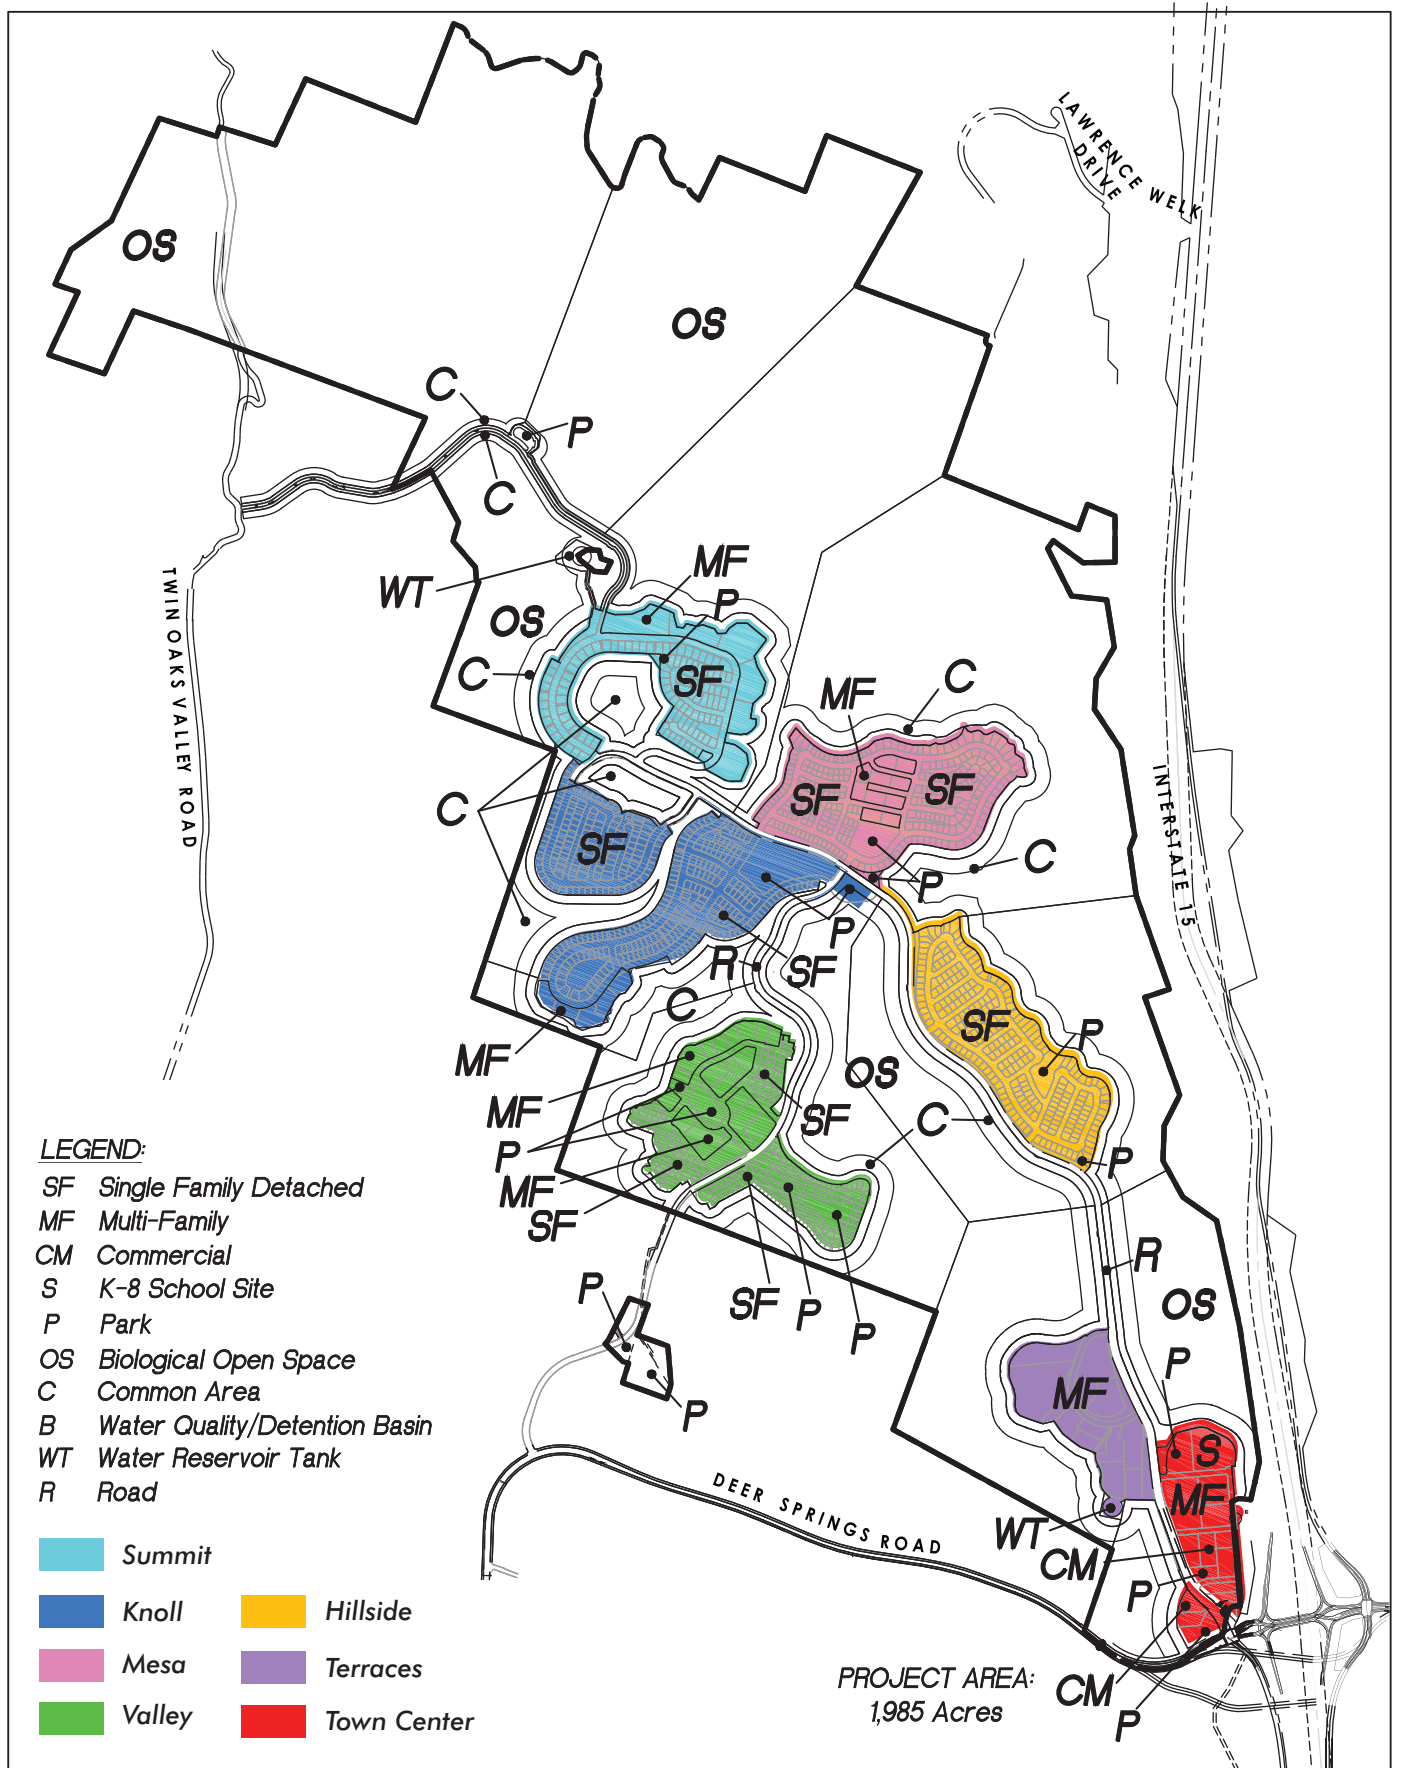 LAWRENCE WELK
DRIVE
OS
OS
C
P
C
MF
WT
P
OS
C
SF
C
MF
TWIN OAKS VALLEY ROAD
SF
SF
INTERSTATE 15
C
SF
C
P
P
SF
R
C
SF
P
MF
OS
MF
SF
C
P
P
MF
SF
R
P
SF
P
OS
P
P
MF
P
S
MF
DEER SPRINGS ROAD
WT
CM
P
CM
P
LEGEND:
SF Single Family Detached
MF Multi-Family
CM Commercial
S K-8 School Site
P Park
OS Biological Open Space
C Common Area
B Water Quality/Detention Basin
WT Water Reservoir Tank
R Road
Summit
Knoll
Hillside
Mesa
Terraces
Valley
Town Center
PROJECT AREA:
1,985 Acres